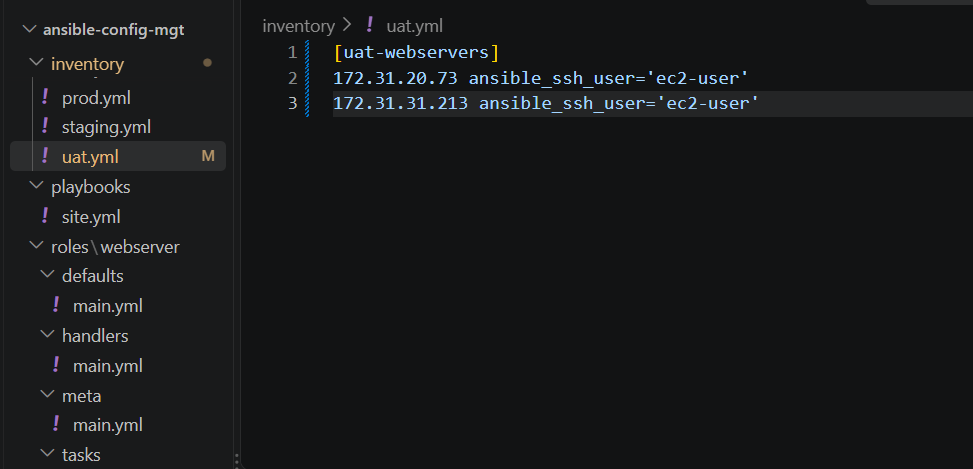 ansible-config-mgt
inventory
! prod.yml
! staging.yml
! uat.yml M
playbooks
! site.yml
roles\webserver
defaults
! main.yml
handlers
! main.yml
meta
! main.yml
tasks
inventory > ! uat.yml
1 [uat-webservers]
2 172.31.20.73 ansible_ssh_user='ec2-user'
3 172.31.31.213 ansible_ssh_user='ec2-user'